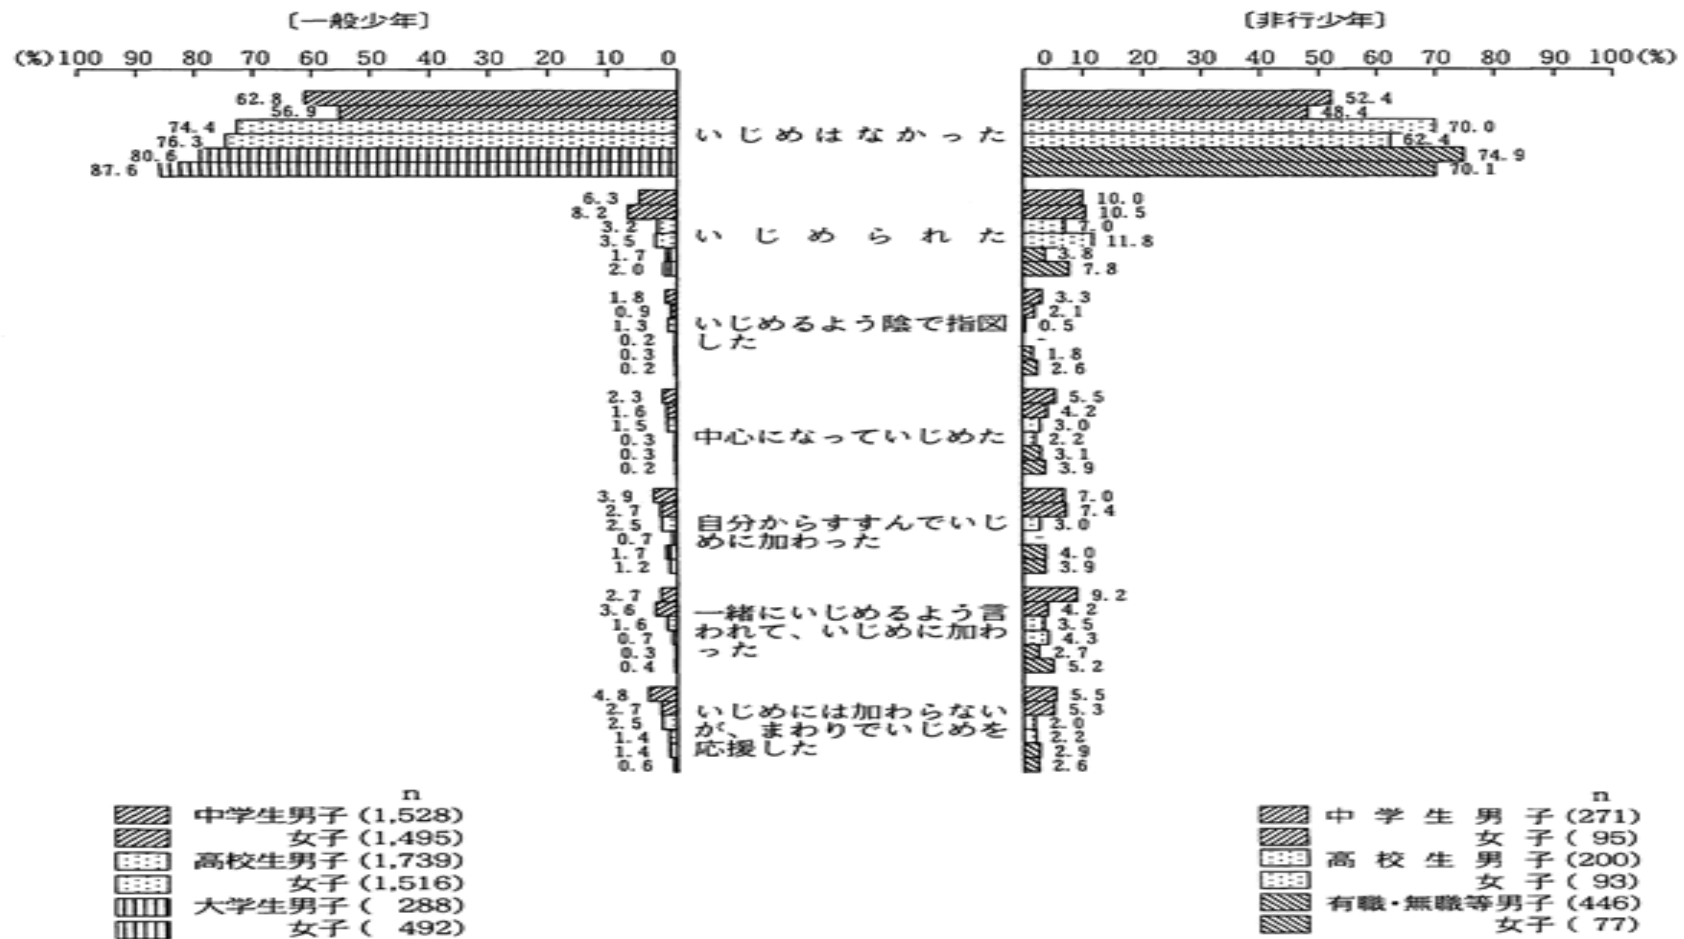 〔一般少年〕
〔非行少年〕
(%)100 90 80 70 60 50 40 30 20 10 0
0 10 20 30 40 50 60 70 80 90 100(%)
62.8
56.9
74.4
76.3
80.6
87.6
いじめはなかった
52.4
48.4
70.0
62.4
74.9
70.1
6.3
8.2
3.2
3.5
1.7
2.0
いじめられた
10.0
10.5
7.0
11.8
3.8
7.8
1.8
0.9
1.3
0.2
0.3
0.2
いじめるよう陰で指図
した
3.3
2.1
0.5
-
1.8
2.6
2.3
1.6
1.5
0.3
0.3
0.2
中心になっていじめた
5.5
4.2
3.0
2.2
3.1
3.9
3.9
2.7
2.5
0.7
1.7
1.2
自分からすすんでいじ
めに加わった
7.0
7.4
3.0
-
4.0
3.9
2.7
3.6
1.6
0.7
0.3
0.4
一緒にいじめるよう言
われて、いじめに加わ
った
9.2
4.2
3.5
4.3
2.7
5.2
4.8
2.7
2.5
1.4
1.4
0.6
いじめには加わらない
が、まわりでいじめを
応援した
5.5
5.3
2.0
2.2
2.9
2.6
n
中学生男子(1,528)
女子(1,495)
高校生男子(1,739)
女子(1,516)
大学生男子( 288)
女子( 492)
n
中学生男子(271)
女子( 95)
高校生男子(200)
女子( 93)
有職・無職等男子(446)
女子( 77)